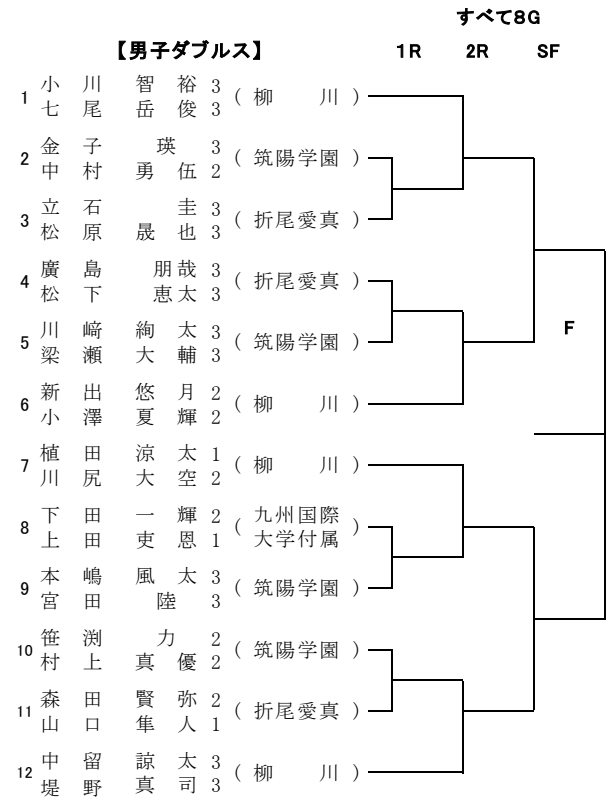 すべて8G
【男子ダブルス】 1R 2R SF
1 小川 智裕 3 (柳川)
七尾 岳俊 3
2 金子 瑛 3 (筑陽学園)
中村 勇伍 2
3 立石 圭 3 (折尾愛真)
松原 晟也 3
4 廣島 朋哉 3 (折尾愛真)
松下 恵太 3
5 川﨑 絢太 3 (筑陽学園)
梁瀬 大輔 3
F
6 新出 悠月 2 (柳川)
小澤 夏輝 2
7 植田 涼太 1 (柳川)
川尻 大空 2
8 下田 一輝 2 (九州国際
上田 吏恩 1 大学付属)
9 本嶋 風太 3 (筑陽学園)
宮田 陸 3
10 笹渕 力 2 (筑陽学園)
村上 真優 2
11 森田 賢弥 2 (折尾愛真)
山口 隼人 1
12 中留 諒太 3 (柳川)
堤野 真司 3